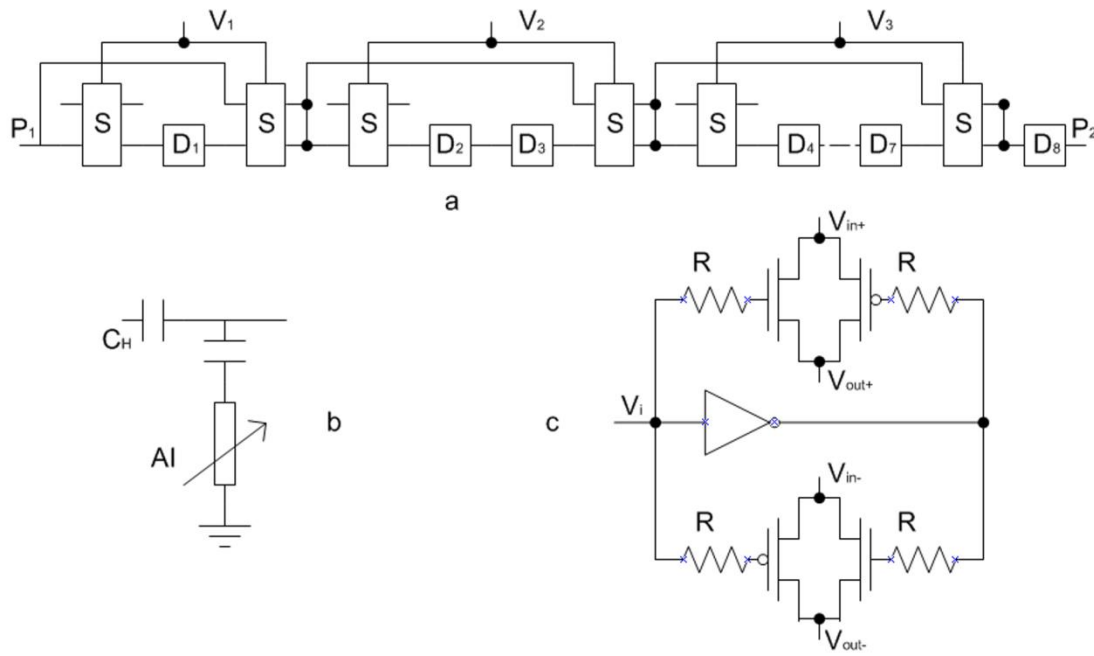 V1 V2 V3
S S S S S S
P1 D1 D2 D3 D4 D7 D8 P2
a
Vin+
R R
CH
Vout+
Vi
b c
AI
Vin-
R R
Vout-